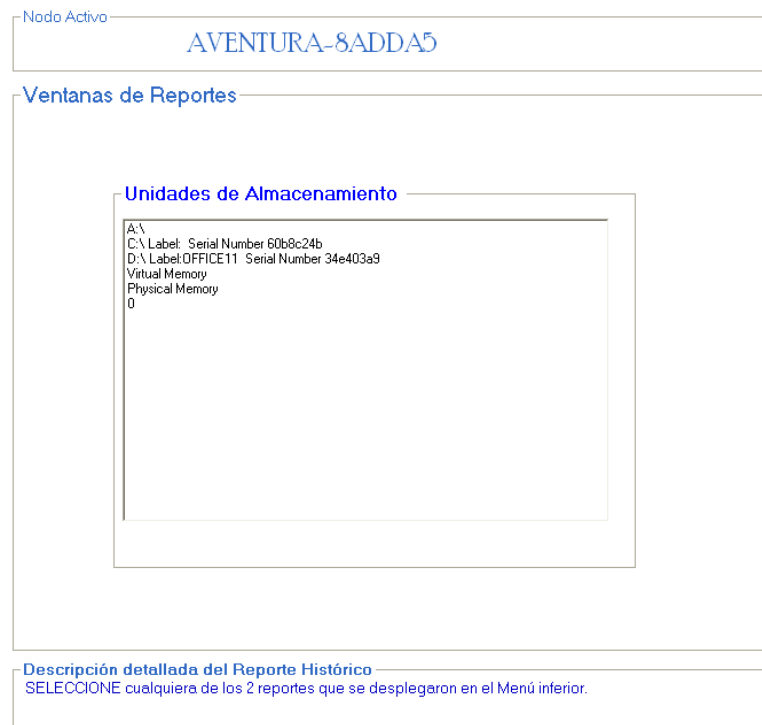 Nodo Activo
AVENTURA-8ADDA5
Ventanas de Reportes
Unidades de Almacenamiento
A:\
C:\ Label:  Serial Number 60b8c24b
D:\ Label:OFFICE11  Serial Number 34e403a9
Virtual Memory
Physical Memory
0
Descripción detallada del Reporte Histórico
SELECCIONE cualquiera de los 2 reportes que se desplegaron en el Menú inferior.